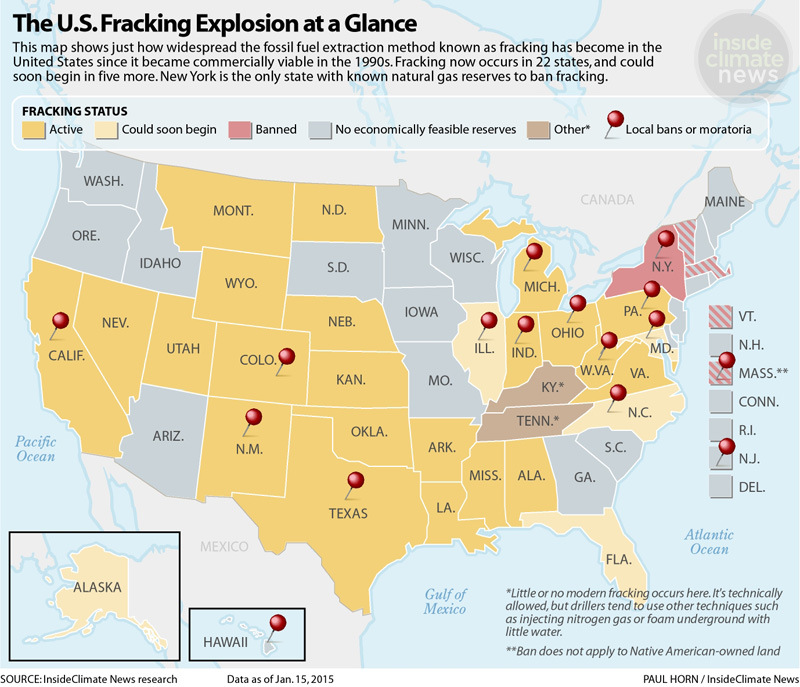 The U.S. Fracking Explosion at a Glance
This map shows just how widespread the fossil fuel extraction method known as fracking has become in the
United States since it became commercially viable in the 1990s. Fracking now occurs in 22 states, and could
soon begin in five more. New York is the only state with known natural gas reserves to ban fracking.
inside
climate
news
FRACKING STATUS
Active
Could soon begin
Banned
No economically feasible reserves
Other*
Local bans or moratoria
WASH.
MONT.
N.D.
MINN.
CANADA
MAINE
ORE.
IDAHO
S.D.
WISC.
N.Y.
WYO.
MICH.
IOWA
PA.
NEV.
NEB.
OHIO
VT.
CALIF.
UTAH
COLO.
ILL.
IND.
MD.
N.H.
KAN.
MO.
KY.*
W.VA.
VA.
MASS.**
CONN.
TENN.*
N.C.
R.I.
Pacific
Ocean
ARIZ.
N.M.
OKLA.
ARK.
S.C.
N.J.
MISS.
ALA.
GA.
DEL.
TEXAS
LA.
Atlantic
Ocean
MEXICO
FLA.
ALASKA
Gulf of
Mexico
HAWAII
*Little or no modern fracking occurs here. It's technically
allowed, but drillers tend to use other techniques such
as injecting nitrogen gas or foam underground with
little water.
**Ban does not apply to Native American-owned land
SOURCE: InsideClimate News research
Data as of Jan. 15, 2015
PAUL HORN / InsideClimate News